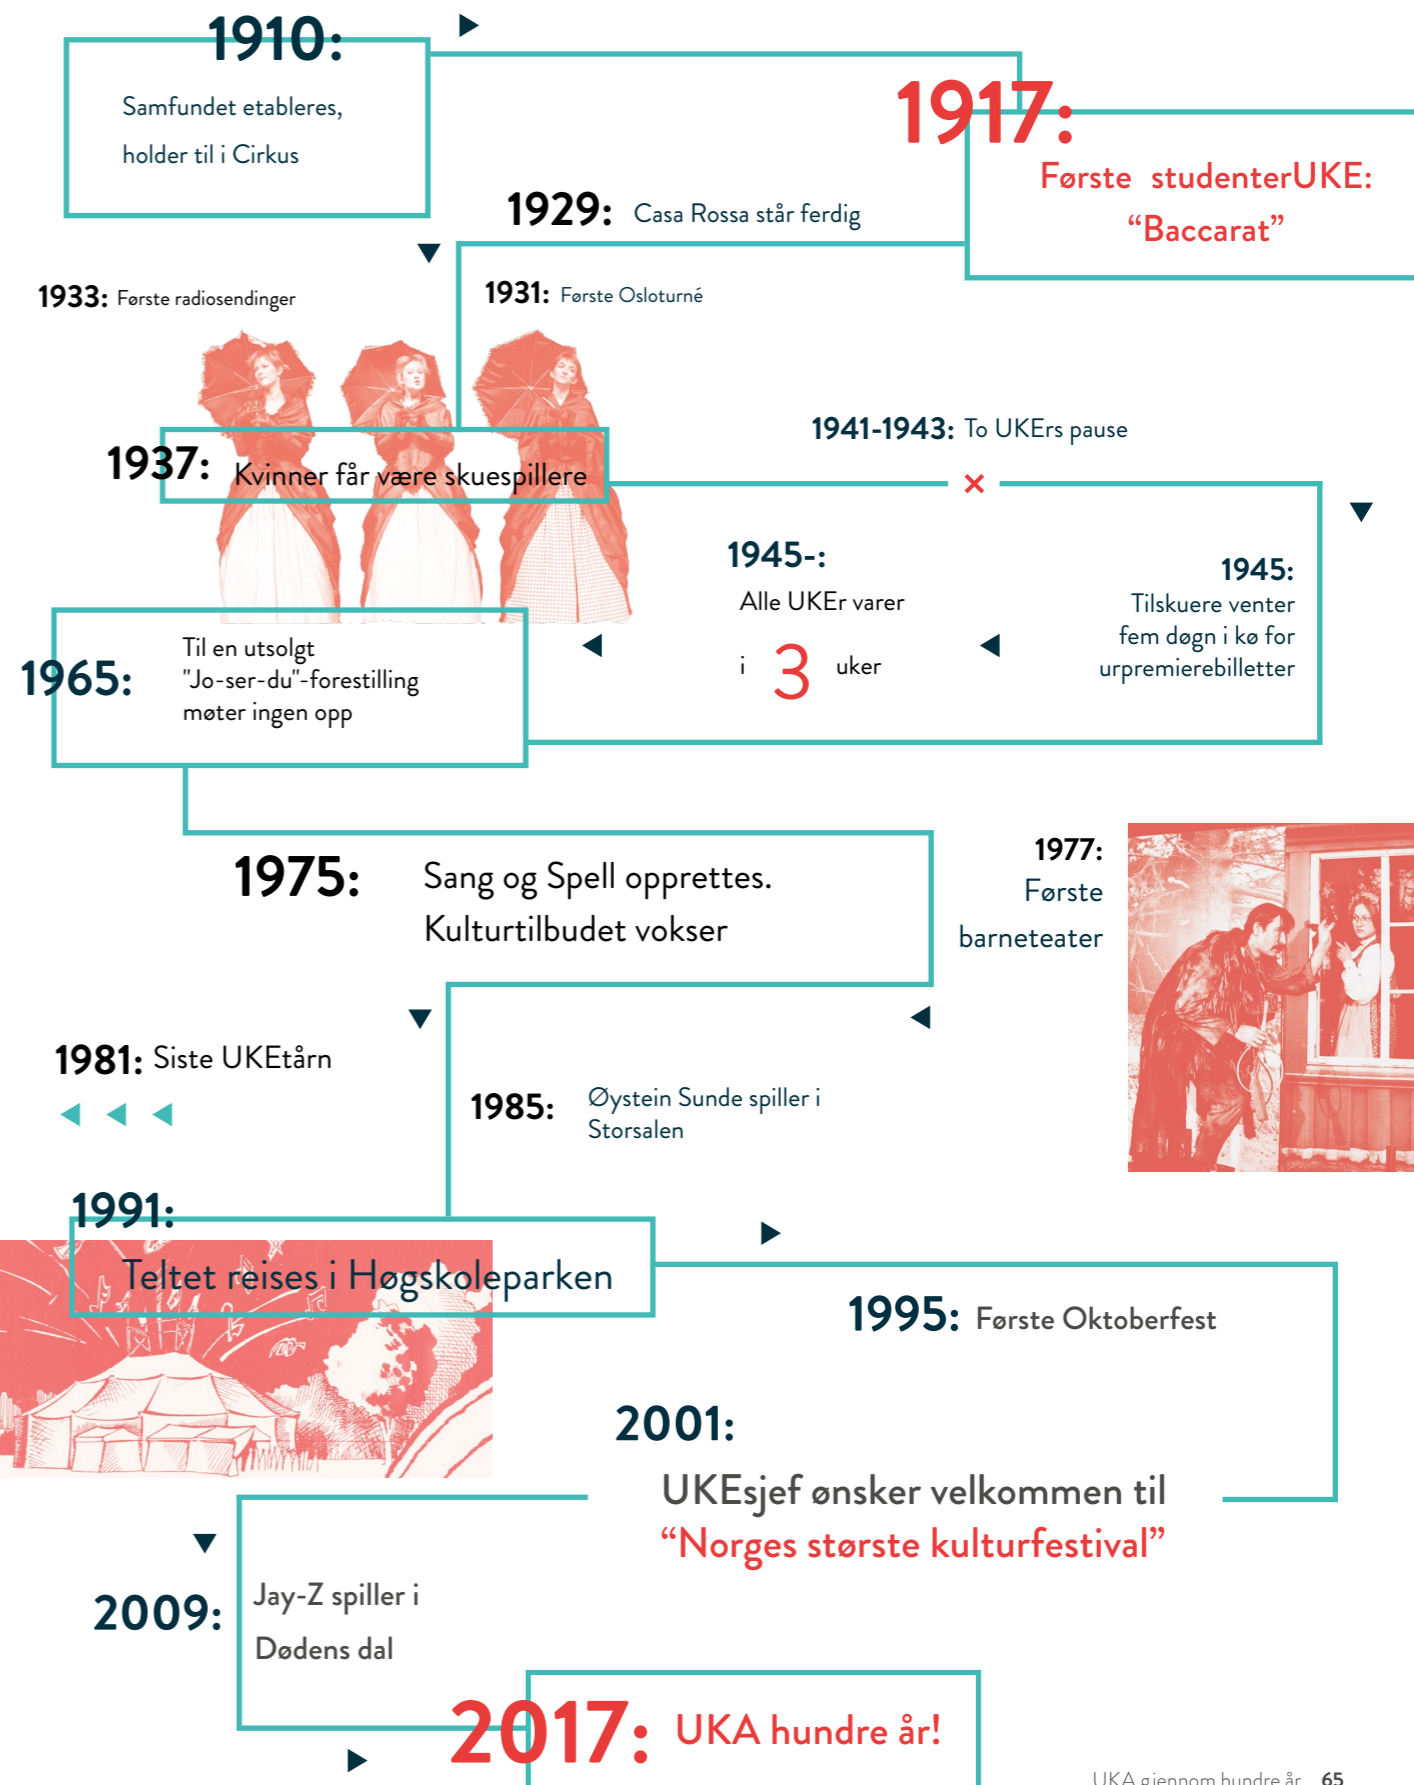 1910:
Samfundet etableres,
holder til i Cirkus
1917:
Første studenterUKE:
“Baccarat”
1929: Casa Rossa står ferdig
1931: Første Osloturné
1933: Første radiosendinger
1937: Kvinner får være skuespillere
1941-1943: To UKErs pause
1945:
Tilskuere venter
fem døgn i kø for
urpremierebilletter
1945-:
Alle UKEr varer
i 3 uker
1965:
Til en utsolgt
"Jo-ser-du"-forestilling
møter ingen opp
1975: Sang og Spell opprettes.
Kulturtilbudet vokser
1977:
Første
barneteater
1981: Siste UKEtårn
1985: Øystein Sunde spiller i
Storsalen
1991:
Teltet reises i Høgskoleparken
1995: Første Oktoberfest
2001:
UKEsjef ønsker velkommen til
“Norges største kulturfestival”
2009: Jay-Z spiller i
Dødens dal
2017: UKA hundre år!
UKA gjennom hundre år 65